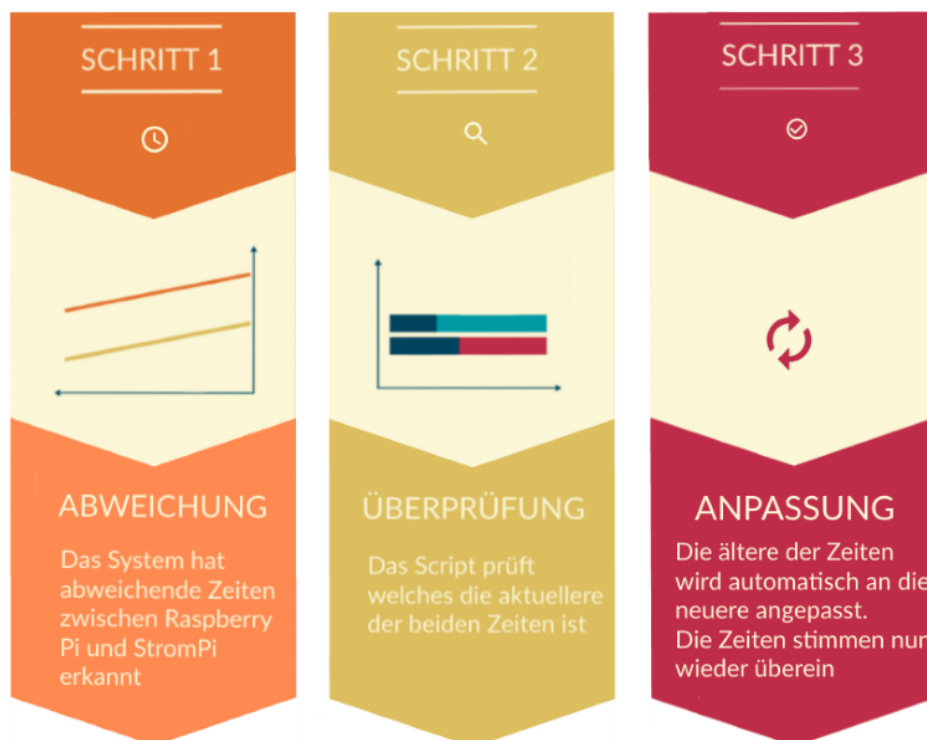 SCHRITT 1
ABWEICHUNG
Das System hat
abweichende Zeiten
zwischen Raspberry
Pi und StromPi
erkannt
SCHRITT 2
ÜBERPRÜFUNG
Das Script prüft
welches die aktuellere
der beiden Zeiten ist
SCHRITT 3
ANPASSUNG
Die ältere der Zeiten
wird automatisch an die
neuere angepasst.
Die Zeiten stimmen nun
wieder überein